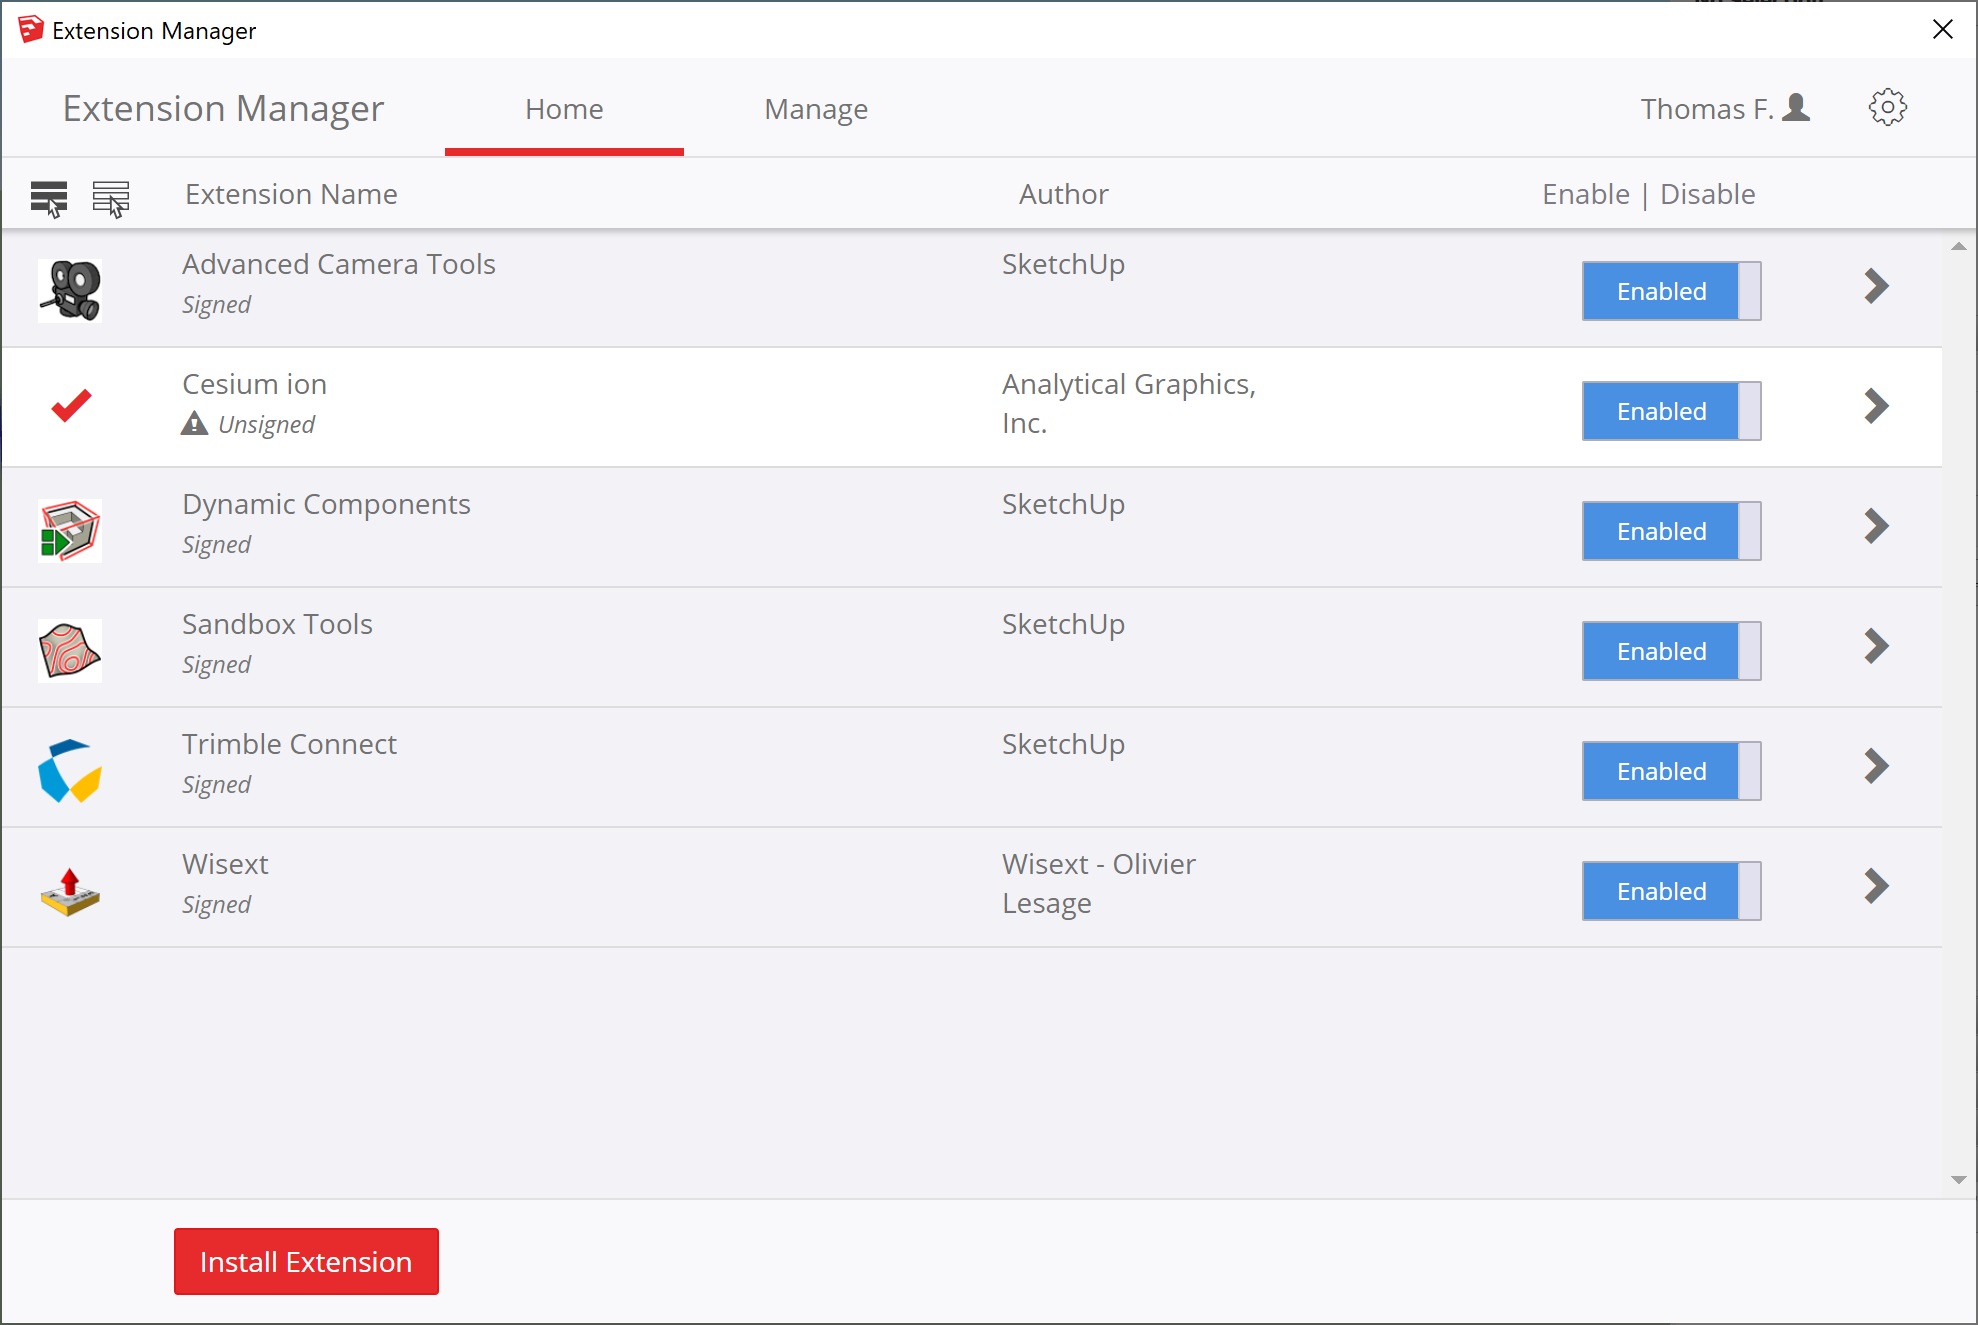 Extension Manager
Extension Manager
Home
Manage
Thomas F.
Extension Name
Author
Enable | Disable
Advanced Camera Tools
Signed
SketchUp
Enabled
Cesium ion
Unsigned
Analytical Graphics,
Inc.
Enabled
Dynamic Components
Signed
SketchUp
Enabled
Sandbox Tools
Signed
SketchUp
Enabled
Trimble Connect
Signed
SketchUp
Enabled
Wisext
Signed
Wisext - Olivier
Lesage
Enabled
Install Extension